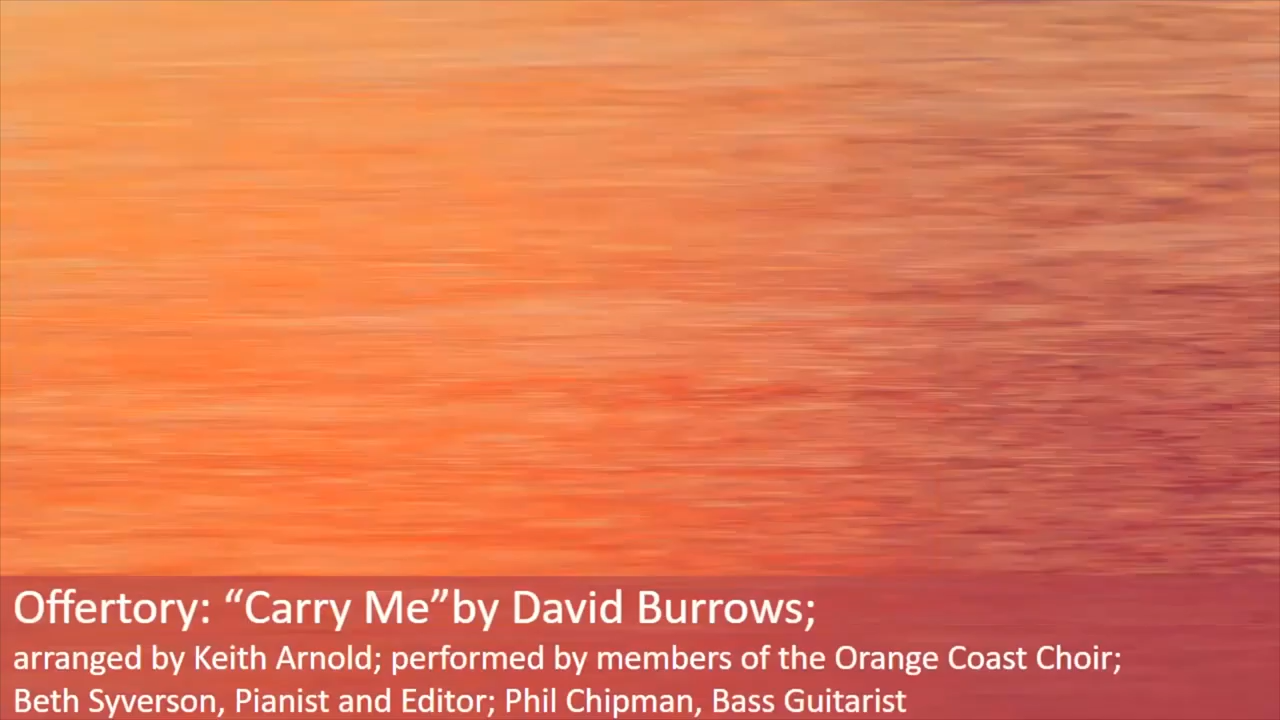 Offertory: “Carry Me”by David Burrows;
arranged by Keith Arnold; performed by members of the Orange Coast Choir;
Beth Syverson, Pianist and Editor; Phil Chipman, Bass Guitarist